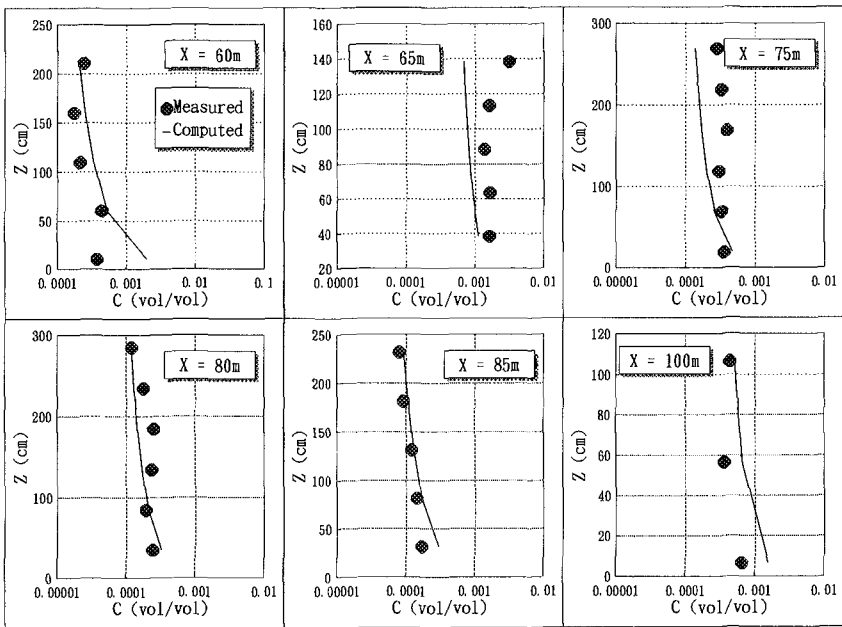 250
200
150
100
50
0
Z (cm)
X = 60m
Measured
Computed
0.0001 0.001 0.01 0.1
C (vol/vol)
160
140
120
100
80
60
40
20
Z (cm)
X = 65m
0.00001 0.0001 0.001 0.01
C (vol/vol)
300
200
100
0
Z (cm)
X = 75m
0.00001 0.0001 0.001 0.01
C (vol/vol)
300
200
100
0
Z (cm)
X = 80m
0.00001 0.0001 0.001 0.01
C (vol/vol)
250
200
150
100
50
0
Z (cm)
X = 85m
0.00001 0.0001 0.001 0.01
C (vol/vol)
120
100
80
60
40
20
0
Z (cm)
X = 100m
0.00001 0.0001 0.001 0.01
C (vol/vol)